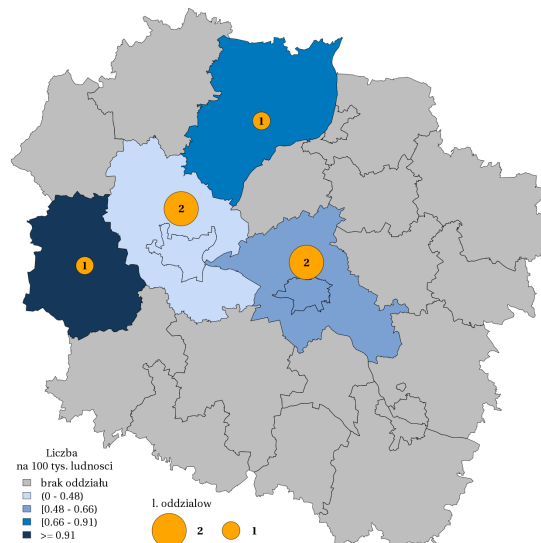 1
2
2
1
Liczba
na 100 tys. ludnosci
brak oddziału
(0 - 0.48)
[0.48 - 0.66)
[0.66 - 0.91)
>= 0.91
l. oddzialow
2 1